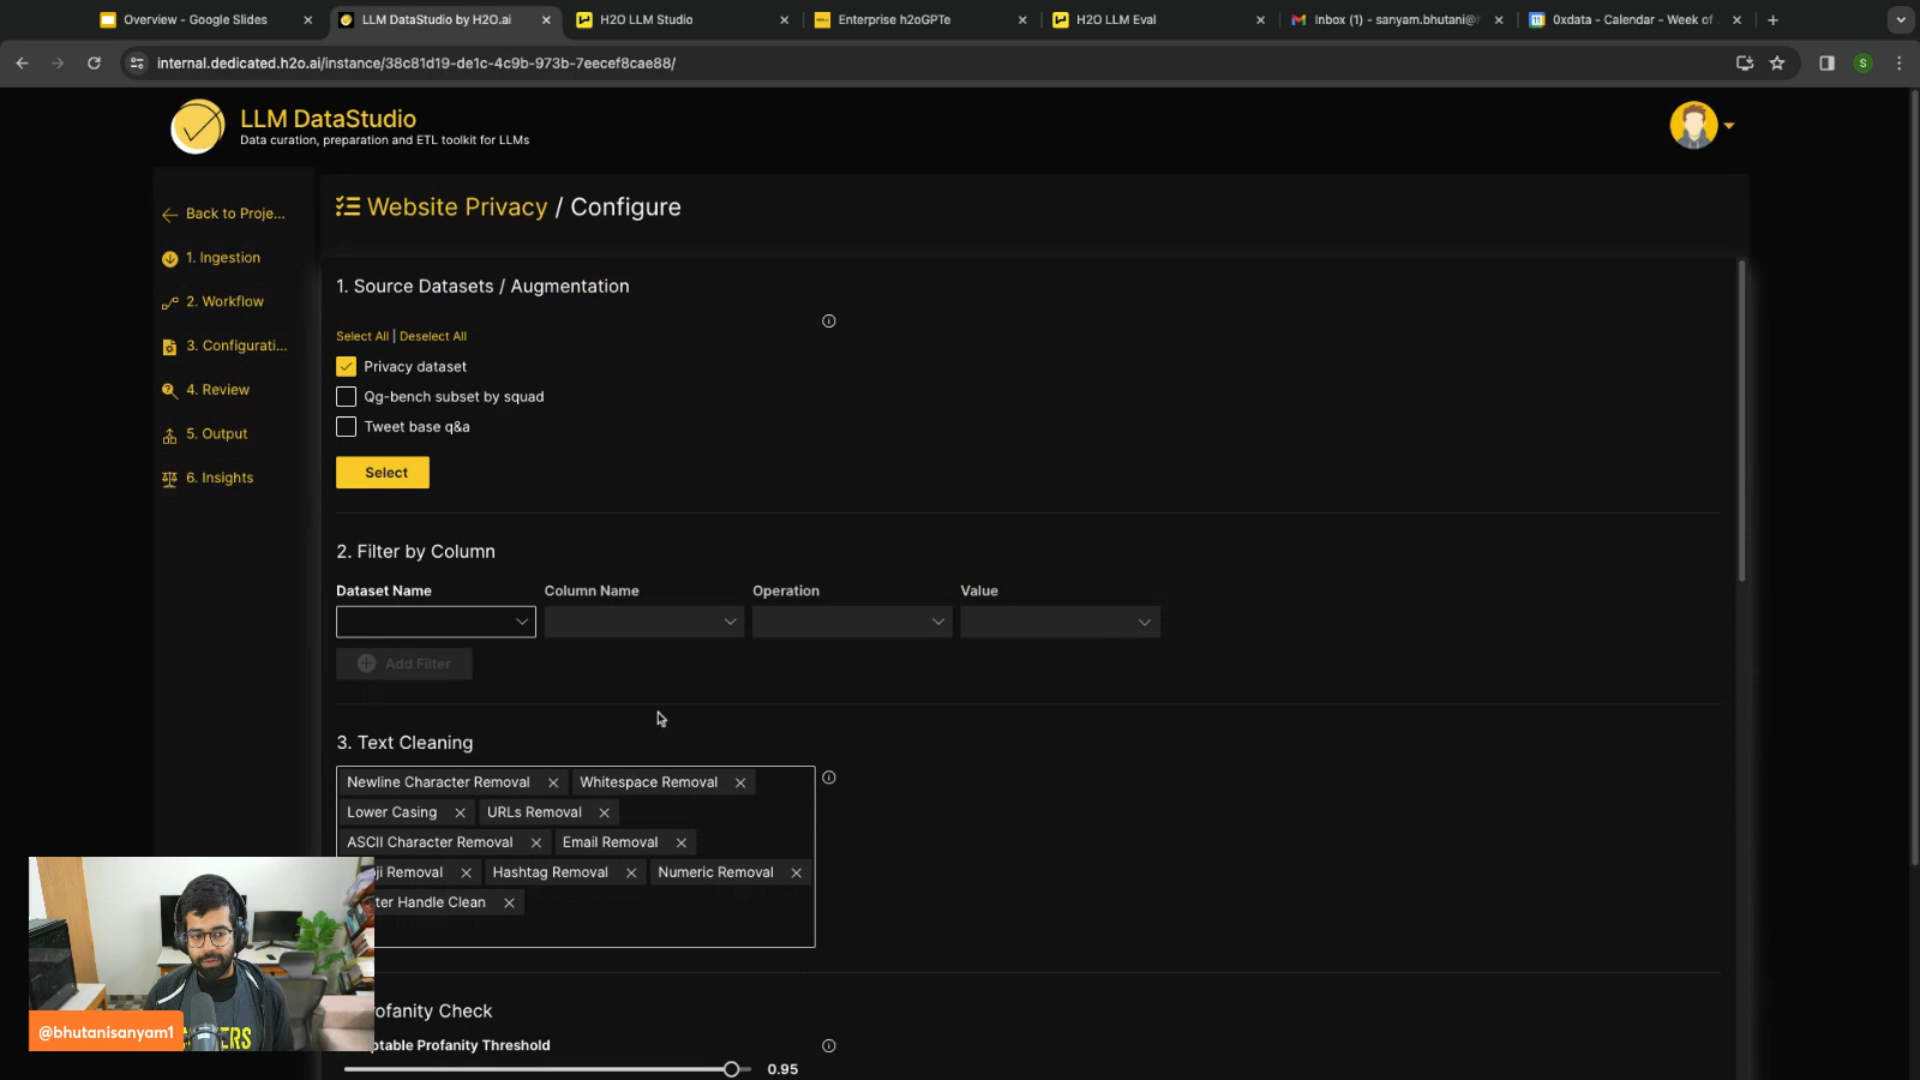 Overview - Google Slides
LLM DataStudio by H2O.ai
H2O LLM Studio
Enterprise h2oGPTe
H2O LLM Eval
Inbox (1) - sanyam.bhutani@
0xdata - Calendar - Week of
internal.dedicated.h2o.ai/instance/38c81d19-de1c-4c9b-973b-7eecef8cae88/
S
LLM DataStudio
Data curation, preparation and ETL toolkit for LLMs
Back to Proje...
1. Ingestion
2. Workflow
3. Configurati...
4. Review
5. Output
6. Insights
Website Privacy / Configure
1. Source Datasets / Augmentation
Select All | Deselect All
Privacy dataset
Qg-bench subset by squad
Tweet base q&a
Select
2. Filter by Column
Dataset Name Column Name Operation Value
Add Filter
3. Text Cleaning
Newline Character Removal Whitespace Removal
Lower Casing URLs Removal
ASCII Character Removal Email Removal
ji Removal Hashtag Removal Numeric Removal
ter Handle Clean
ofanity Check
ptable Profanity Threshold
0.95
@bhutanisanyam1